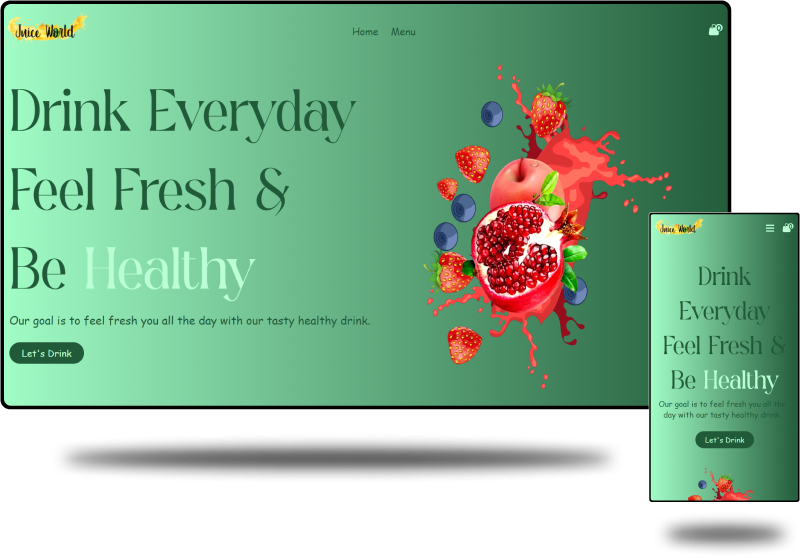 Juice World
Home Menu
0
Drink Everyday
Feel Fresh &
Be Healthy
Our goal is to feel fresh you all the day with our tasty healthy drink.
Let's Drink
Juice World
0
Drink
Everyday
Feel Fresh &
Be Healthy
Our goal is to feel fresh you all the
day with our tasty healthy drink.
Let's Drink